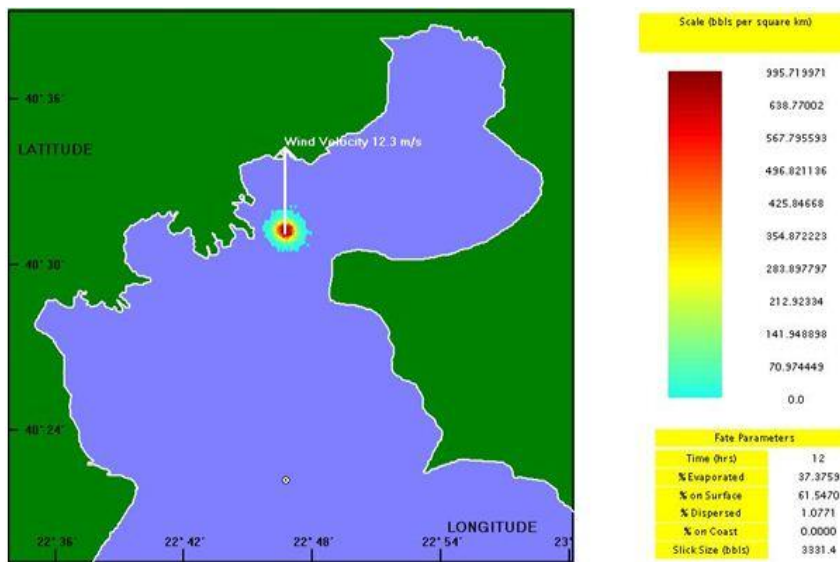 40° 36'
LATITUDE
Wind Velocity 12.3 m/s
40° 30'
40° 24'
LONGITUDE
22° 36'
22° 42'
22° 48'
22° 54'
23°
Scale (bbls per square km)
995.719971
638.77002
567.795593
496.821136
425.84668
354.872223
283.897797
212.92334
141.948898
70.974449
0.0
Fate Parameters
Time (hrs) 12
% Evaporated 37.3759
% on Surface 61.5470
% Dispersed 1.0771
% on Coast 0.0000
Slick Size (bbls) 3331.4